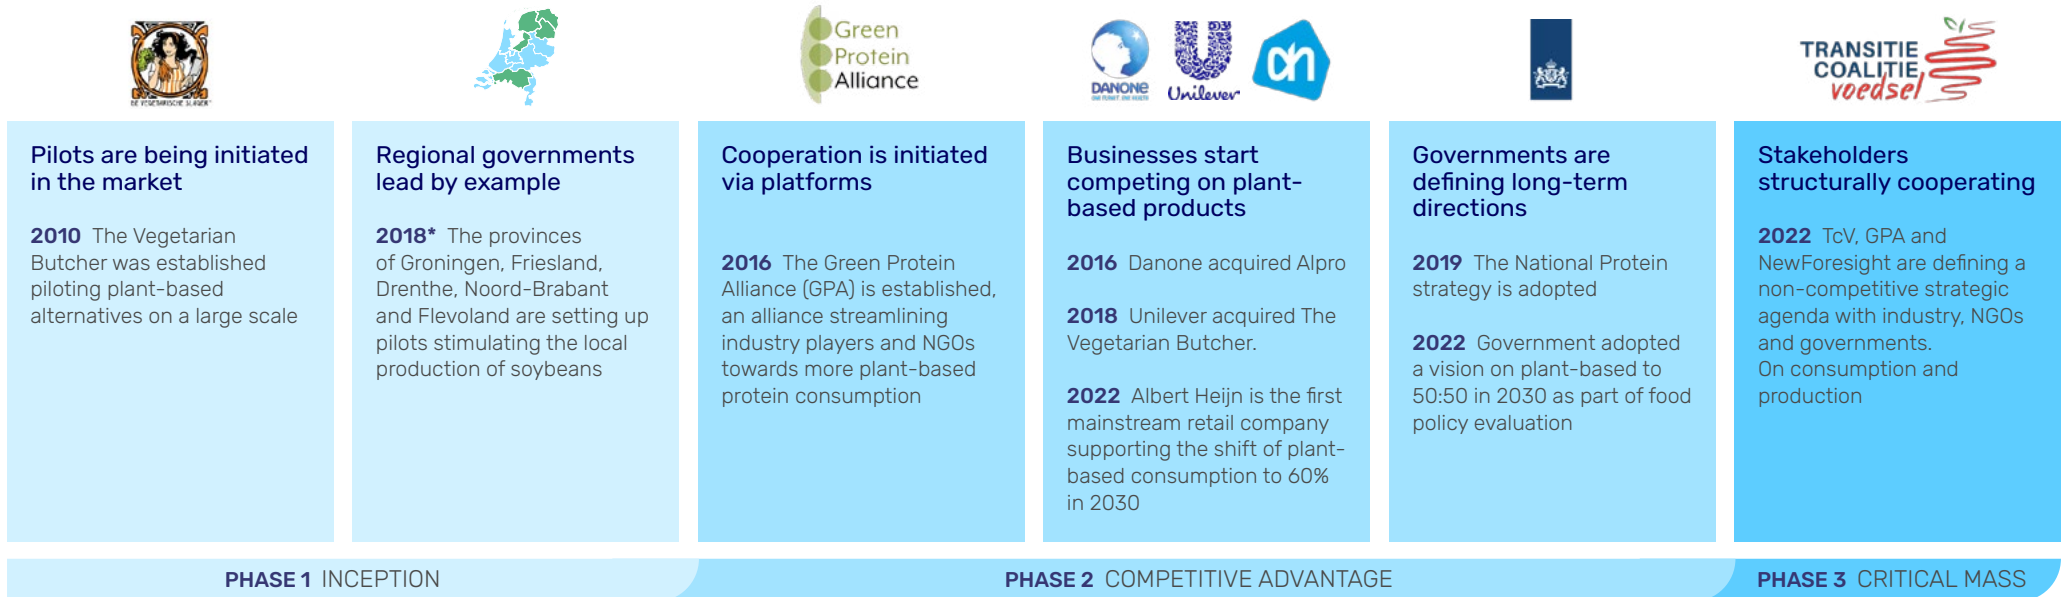 DE VEGETARISCHE SLAGER
Green
Protein
Alliance
DANONE
ONE PLANET. ONE HEALTH
Unilever
ah
TRANSITIE
COALITIE
voedsel
Pilots are being initiated
in the market
2010 The Vegetarian
Butcher was established
piloting plant-based
alternatives on a large scale
Regional governments
lead by example
2018* The provinces
of Groningen, Friesland,
Drenthe, Noord-Brabant
and Flevoland are setting up
pilots stimulating the local
production of soybeans
Cooperation is initiated
via platforms
2016 The Green Protein
Alliance (GPA) is established,
an alliance streamlining
industry players and NGOs
towards more plant-based
protein consumption
Businesses start
competing on plant-
based products
2016 Danone acquired Alpro
2018 Unilever acquired The
Vegetarian Butcher.
2022 Albert Heijn is the first
mainstream retail company
supporting the shift of plant-
based consumption to 60%
in 2030
Governments are
defining long-term
directions
2019 The National Protein
strategy is adopted
2022 Government adopted
a vision on plant-based to
50:50 in 2030 as part of food
policy evaluation
Stakeholders
structurally cooperating
2022 TcV, GPA and
NewForesight are defining a
non-competitive strategic
agenda with industry, NGOs
and governments.
On consumption and
production
PHASE 1 INCEPTION
PHASE 2 COMPETITIVE ADVANTAGE
PHASE 3 CRITICAL MASS